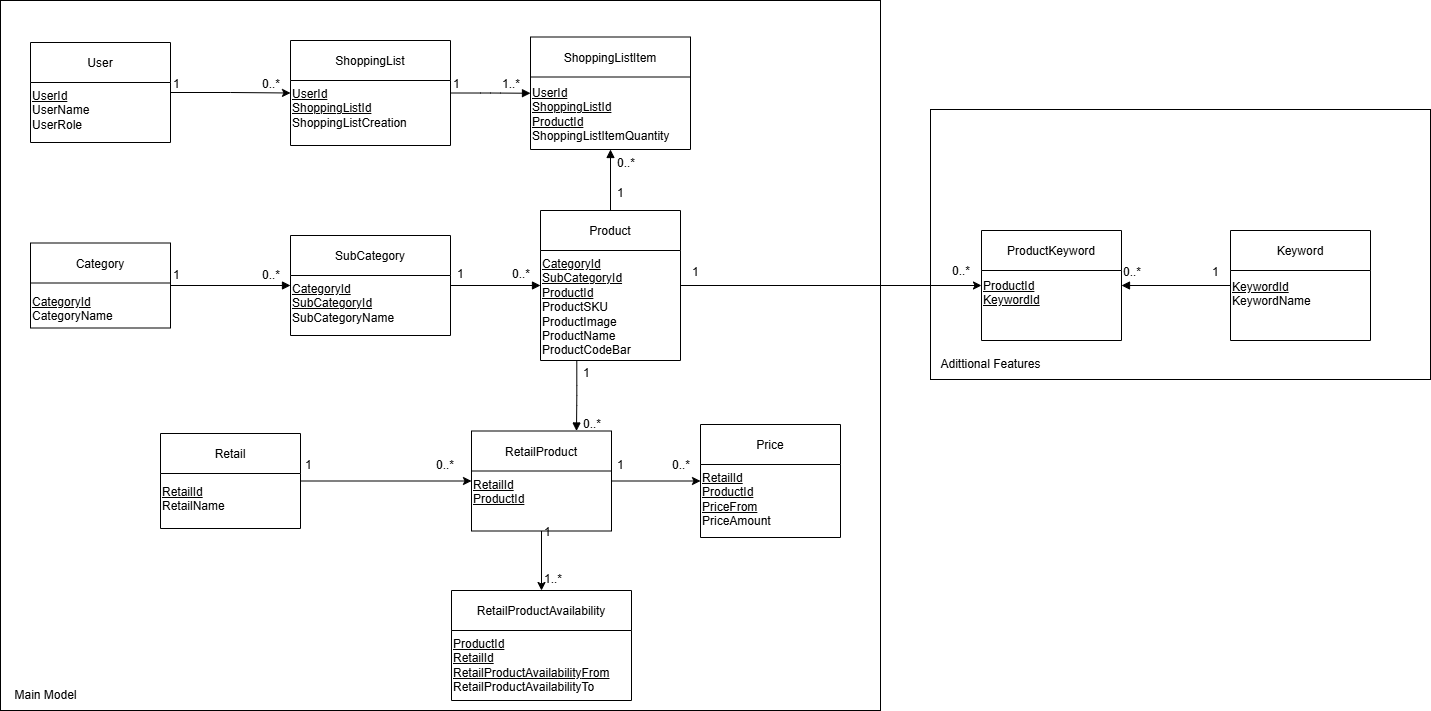 User
UserId
UserName
UserRole
1
0..*
ShoppingList
UserId
ShoppingListId
ShoppingListCreation
1
1..*
ShoppingListItem
UserId
ShoppingListId
ProductId
ShoppingListItemQuantity
0..*
1
Category
CategoryId
CategoryName
1
0..*
SubCategory
CategoryId
SubCategoryId
SubCategoryName
1
0..*
Product
CategoryId
SubCategoryId
ProductId
ProductSKU
ProductImage
ProductName
ProductCodeBar
1
0..*
ProductKeyword
ProductId
KeywordId
0..*
1
Keyword
KeywordId
KeywordName
Adittional Features
1
0..*
Retail
RetailId
RetailName
1
0..*
RetailProduct
RetailId
ProductId
1
0..*
Price
RetailId
ProductId
PriceFrom
PriceAmount
1
1..*
RetailProductAvailability
ProductId
RetailId
RetailProductAvailabilityFrom
RetailProductAvailabilityTo
Main Model